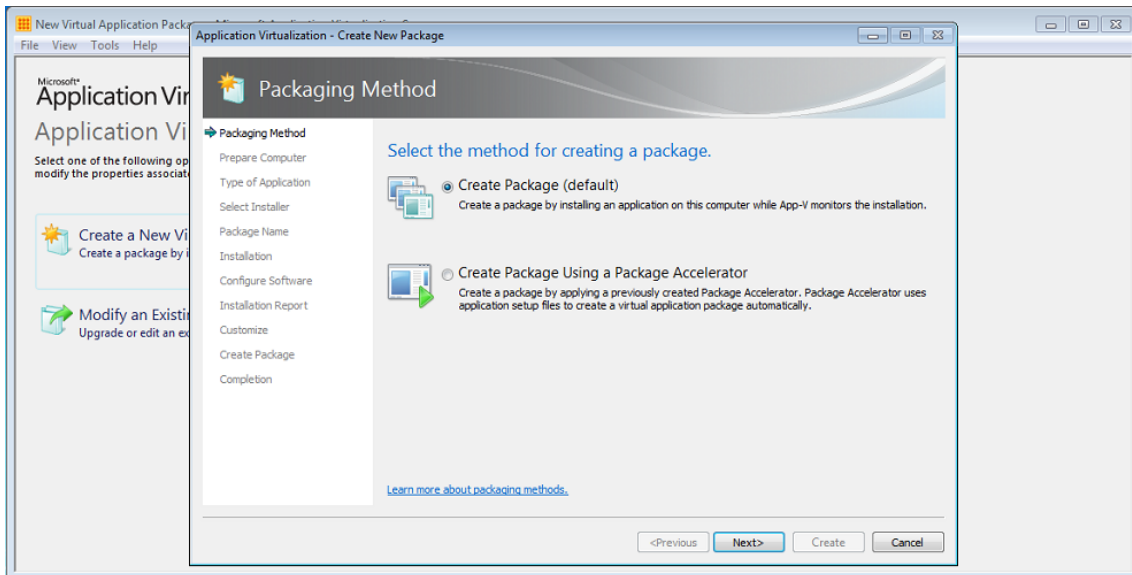 New Virtual Application Packa
File View Tools Help
Microsoft
Application Vir
Application Vi
Select one of the following op
modify the properties associat
Create a New Vi
Create a package by i
Modify an Existin
Upgrade or edit an ex
Application Virtualization - Create New Package
Packaging Method
Packaging Method
Prepare Computer
Type of Application
Select Installer
Package Name
Installation
Configure Software
Installation Report
Customize
Create Package
Completion
Select the method for creating a package.
Create Package (default)
Create a package by installing an application on this computer while App-V monitors the installation.
Create Package Using a Package Accelerator
Create a package by applying a previously created Package Accelerator. Package Accelerator uses
application setup files to create a virtual application package automatically.
Learn more about packaging methods.
<Previous Next> Create Cancel